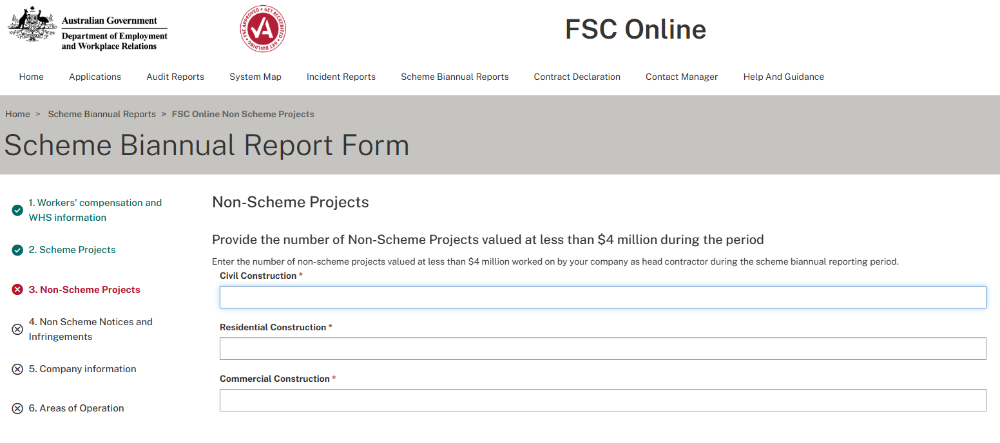 Australian Government
Department of Employment
and Workplace Relations
FSC APPROVED • GET ACCREDITED • GET BUILDING •
FSC Online
Home Applications Audit Reports System Map Incident Reports Scheme Biannual Reports Contract Declaration Contact Manager Help And Guidance
Home > Scheme Biannual Reports > FSC Online Non Scheme Projects
Scheme Biannual Report Form
1. Workers' compensation and
WHS information
2. Scheme Projects
3. Non-Scheme Projects
4. Non Scheme Notices and
Infringements
5. Company information
6. Areas of Operation
Non-Scheme Projects
Provide the number of Non-Scheme Projects valued at less than $4 million during the period
Enter the number of non-scheme projects valued at less than $4 million worked on by your company as head contractor during the scheme biannual reporting period.
Civil Construction *
Residential Construction *
Commercial Construction *